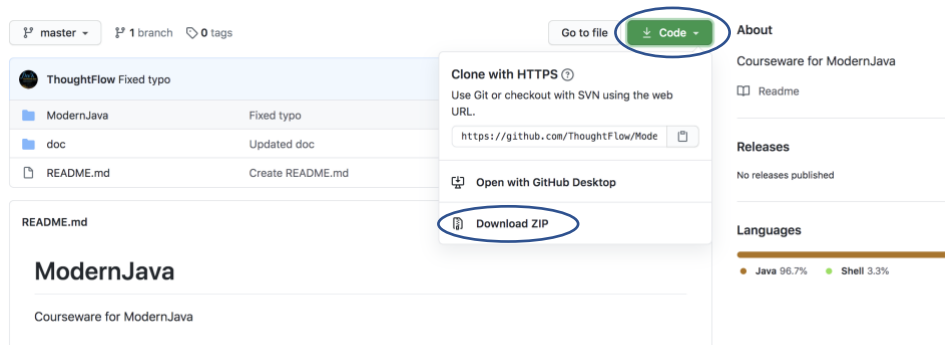 master
1 branch
0 tags
Go to file
Code
ThoughtFlow Fixed typo
ModernJava Fixed typo
doc Updated doc
README.md Create README.md
Clone with HTTPS
Use Git or checkout with SVN using the web
URL.
https://github.com/ThoughtFlow/Mode
Open with GitHub Desktop
Download ZIP
README.md
ModernJava
Courseware for ModernJava
About
Courseware for ModernJava
Readme
Releases
No releases published
Languages
Java 96.7% Shell 3.3%